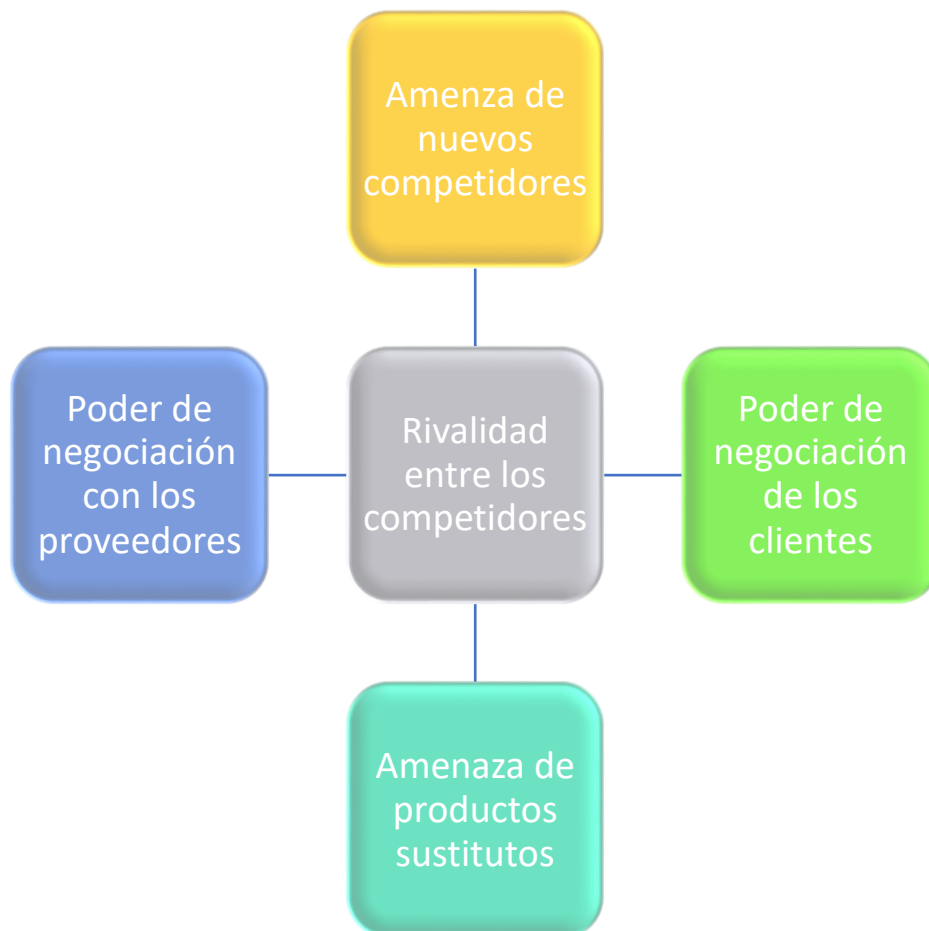 Amenza de
nuevos
competidores
Poder de
negociación
con los
proveedores
Rivalidad
entre los
competidores
Poder de
negociación
de los
clientes
Amenaza de
productos
sustitutos